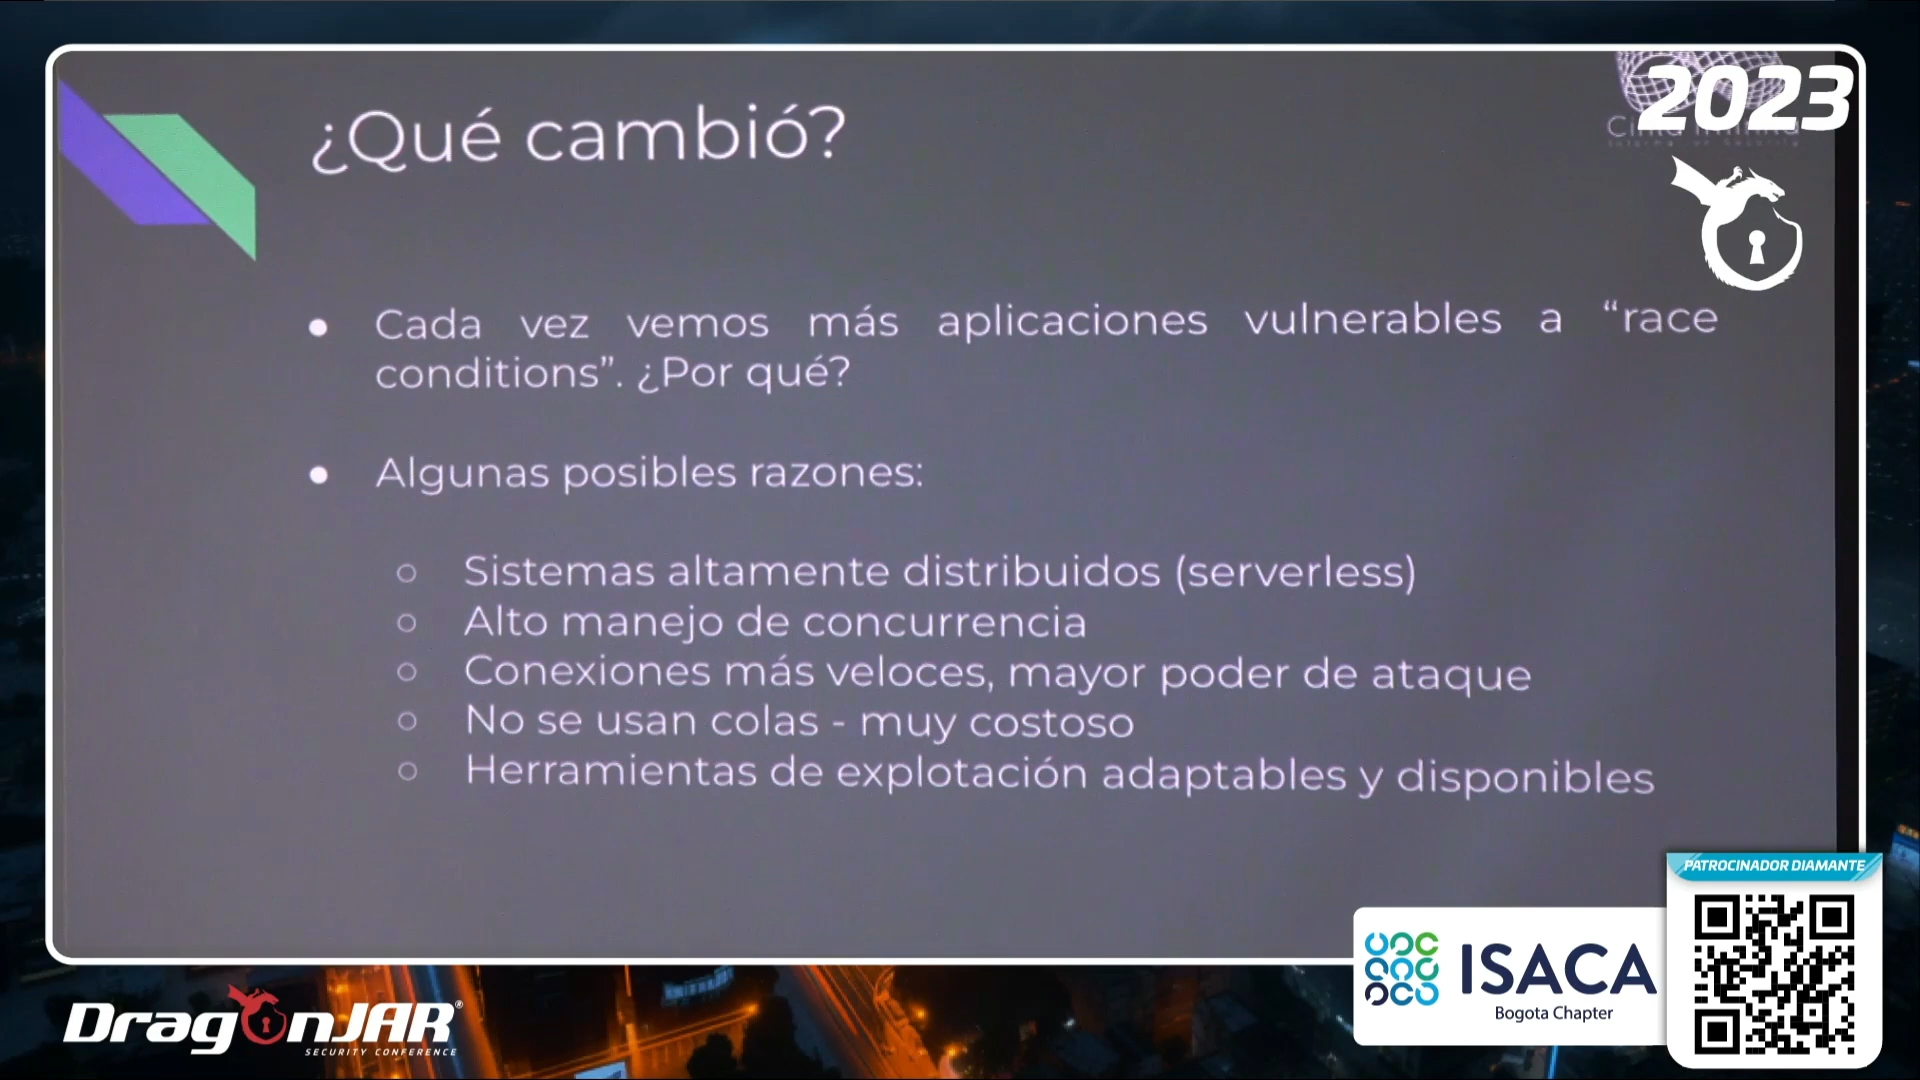 ¿Qué cambió?
2023
● Cada vez vemos más aplicaciones vulnerables a “race
conditions”. ¿Por qué?
● Algunas posibles razones:
○ Sistemas altamente distribuidos (serverless)
○ Alto manejo de concurrencia
○ Conexiones más veloces, mayor poder de ataque
○ No se usan colas - muy costoso
○ Herramientas de explotación adaptables y disponibles
PATROCINADOR DIAMANTE
ISACA
Bogota Chapter
DragonJAR®
SECURITY CONFERENCE